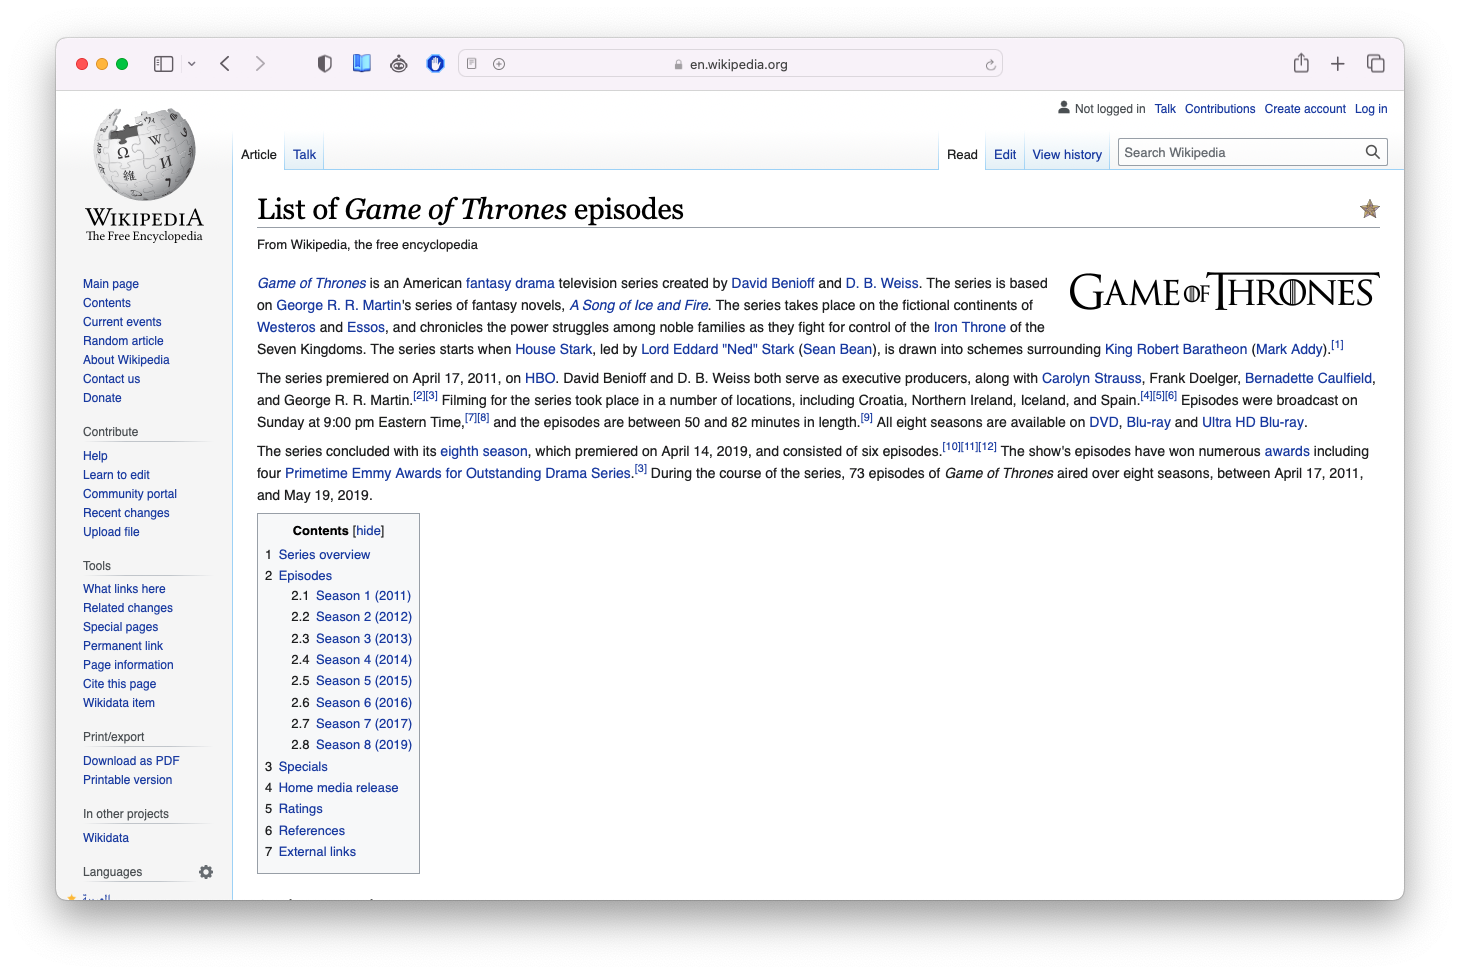 en.wikipedia.org
Not logged in Talk Contributions Create account Log in
Article Talk Read Edit View history Search Wikipedia
WIKIPEDIA
The Free Encyclopedia
Main page
Contents
Current events
Random article
About Wikipedia
Contact us
Donate
Contribute
Help
Learn to edit
Community portal
Recent changes
Upload file
Tools
What links here
Related changes
Special pages
Permanent link
Page information
Cite this page
Wikidata item
Print/export
Download as PDF
Printable version
In other projects
Wikidata
Languages
List of Game of Thrones episodes
From Wikipedia, the free encyclopedia
GAME OF THRONES
Game of Thrones is an American fantasy drama television series created by David Benioff and D. B. Weiss. The series is based
on George R. R. Martin's series of fantasy novels, A Song of Ice and Fire. The series takes place on the fictional continents of
Westeros and Essos, and chronicles the power struggles among noble families as they fight for control of the Iron Throne of the
Seven Kingdoms. The series starts when House Stark, led by Lord Eddard "Ned" Stark (Sean Bean), is drawn into schemes surrounding King Robert Baratheon (Mark Addy).[1]
The series premiered on April 17, 2011, on HBO. David Benioff and D. B. Weiss both serve as executive producers, along with Carolyn Strauss, Frank Doelger, Bernadette Caulfield,
and George R. R. Martin.[2][3] Filming for the series took place in a number of locations, including Croatia, Northern Ireland, Iceland, and Spain.[4][5][6] Episodes were broadcast on
Sunday at 9:00 pm Eastern Time,[7][8] and the episodes are between 50 and 82 minutes in length.[9] All eight seasons are available on DVD, Blu-ray and Ultra HD Blu-ray.
The series concluded with its eighth season, which premiered on April 14, 2019, and consisted of six episodes.[10][11][12] The show's episodes have won numerous awards including
four Primetime Emmy Awards for Outstanding Drama Series.[3] During the course of the series, 73 episodes of Game of Thrones aired over eight seasons, between April 17, 2011,
and May 19, 2019.
Contents [hide]
1 Series overview
2 Episodes
2.1 Season 1 (2011)
2.2 Season 2 (2012)
2.3 Season 3 (2013)
2.4 Season 4 (2014)
2.5 Season 5 (2015)
2.6 Season 6 (2016)
2.7 Season 7 (2017)
2.8 Season 8 (2019)
3 Specials
4 Home media release
5 Ratings
6 References
7 External links